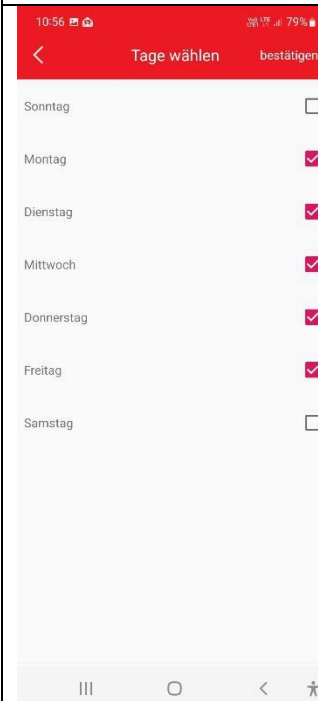 10:56
79%
Tage wählen
bestätigen
Sonntag
Montag
Dienstag
Mittwoch
Donnerstag
Freitag
Samstag